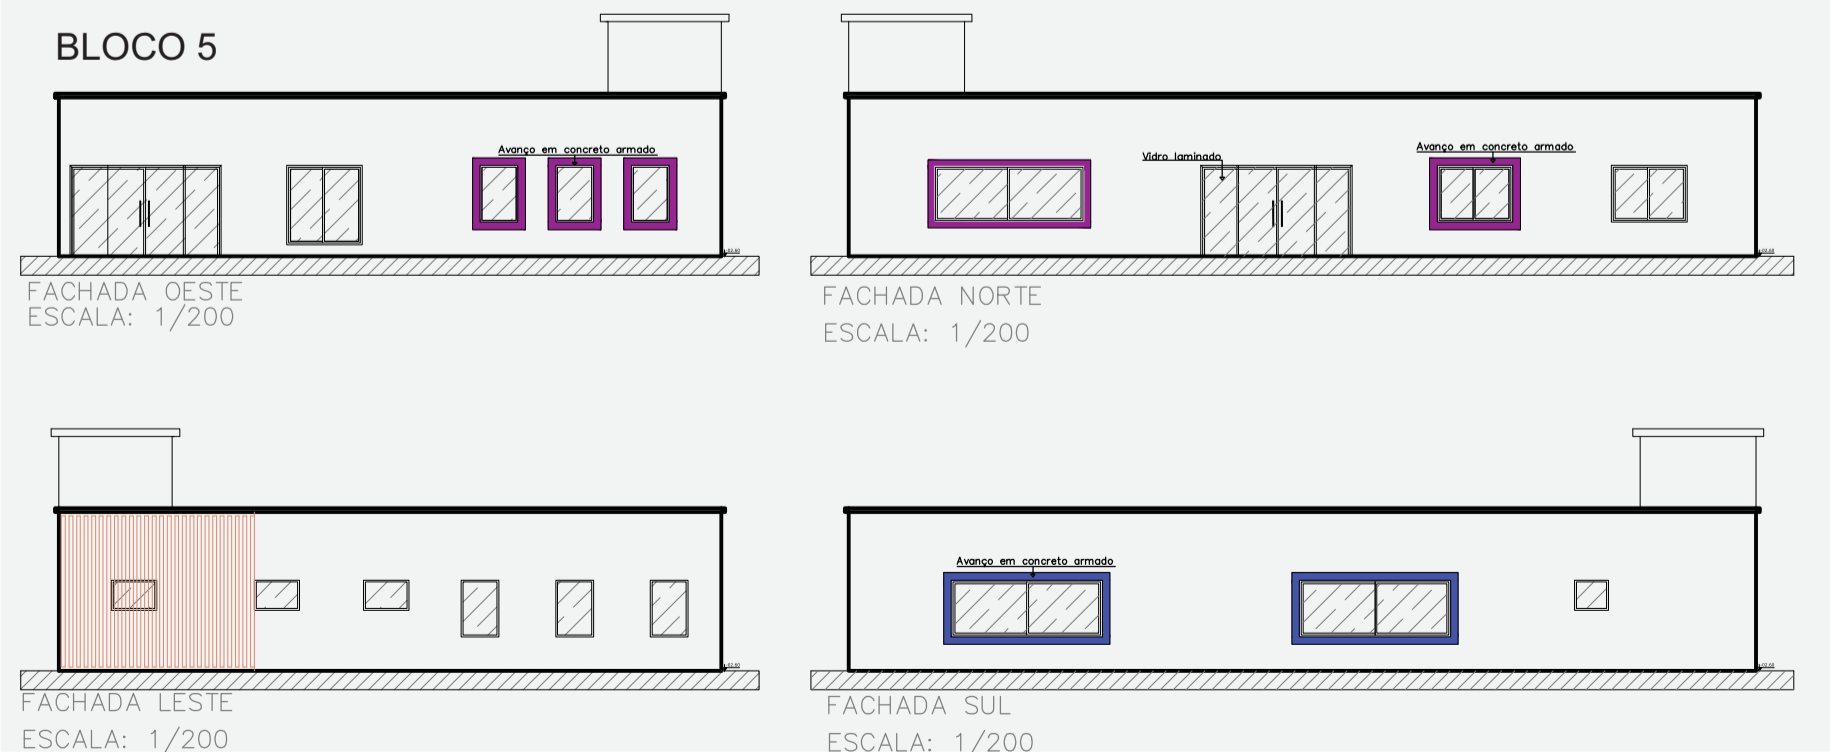 BLOCO 5
Avanço em concreto armado
FACHADA OESTE
ESCALA: 1/200
Vidro laminado
Avanço em concreto armado
FACHADA NORTE
ESCALA: 1/200
FACHADA LESTE
ESCALA: 1/200
Avanço em concreto armado
FACHADA SUL
ESCALA: 1/200